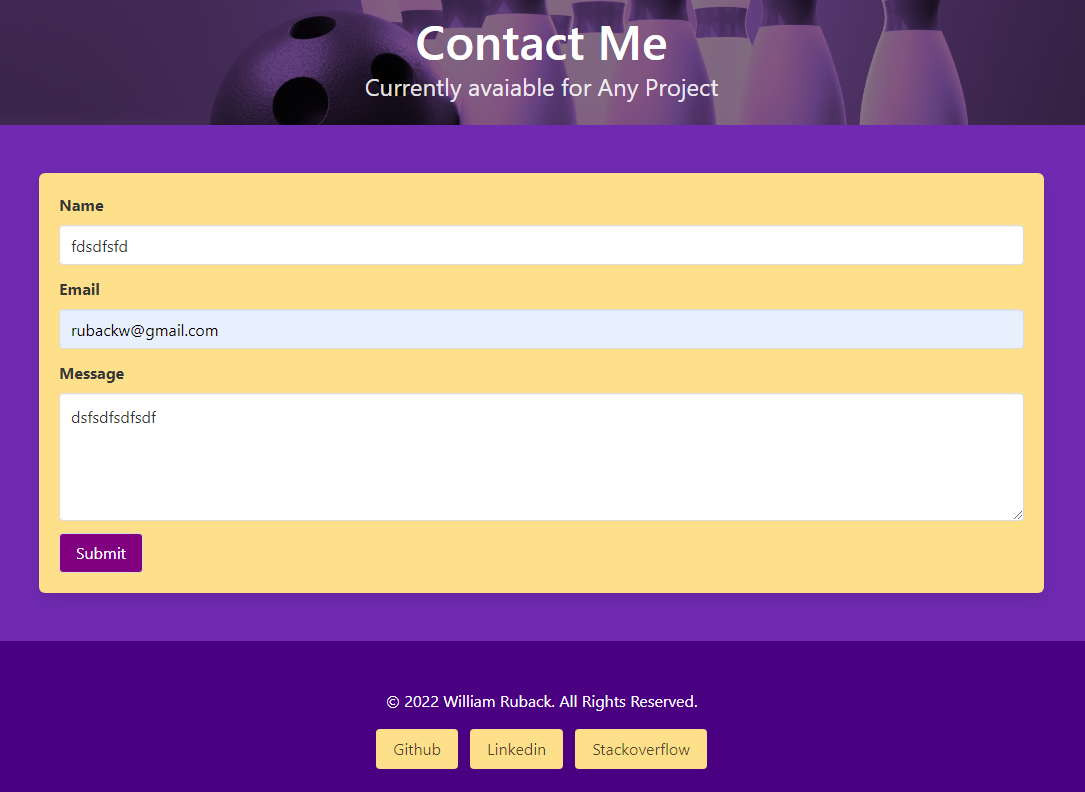 Contact Me
Currently avaiable for Any Project
Name
fdsdfsfd
Email
rubackw@gmail.com
Message
dsfsdfsdfsdf
Submit
© 2022 William Ruback. All Rights Reserved.
Github Linkedin Stackoverflow